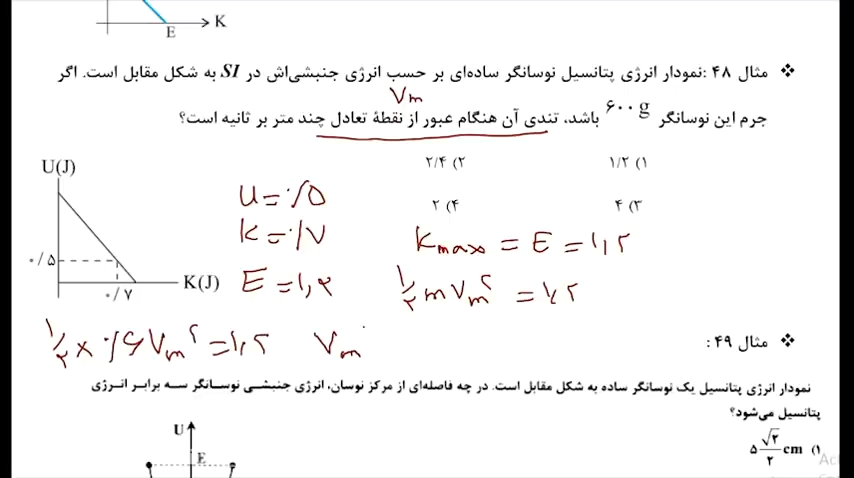 K
E
❖ مثال ۴۸ :نمودار انرژی پتانسیل نوسانگر ساده‌ای بر حسب انرژی جنبشی‌اش در SI به شکل مقابل است. اگر
Vm
جرم این نوسانگر ۶۰۰ g باشد، تندی آن هنگام عبور از نقطهٔ تعادل چند متر بر ثانیه است؟
۱) ۱/۲
۲) ۲/۴
۳) ۴
۴) ۲
U(J)
۰/۵
۰/۷
K(J)
U = ۰/۵
K = ۰/۷
E = ۱,۲
Kmax = E = ۱,۲
۱/۲ m Vm² = ۱,۲
۱/۲ × ۰/۶ Vm² = ۱,۲ Vm
❖ مثال ۴۹ :
نمودار انرژی پتانسیل یک نوسانگر ساده به شکل مقابل است. در چه فاصله‌ای از مرکز نوسان، انرژی جنبشی نوسانگر سه برابر انرژی
پتانسیل می‌شود؟
۱) ۵ √۲/۲ cm
U
E